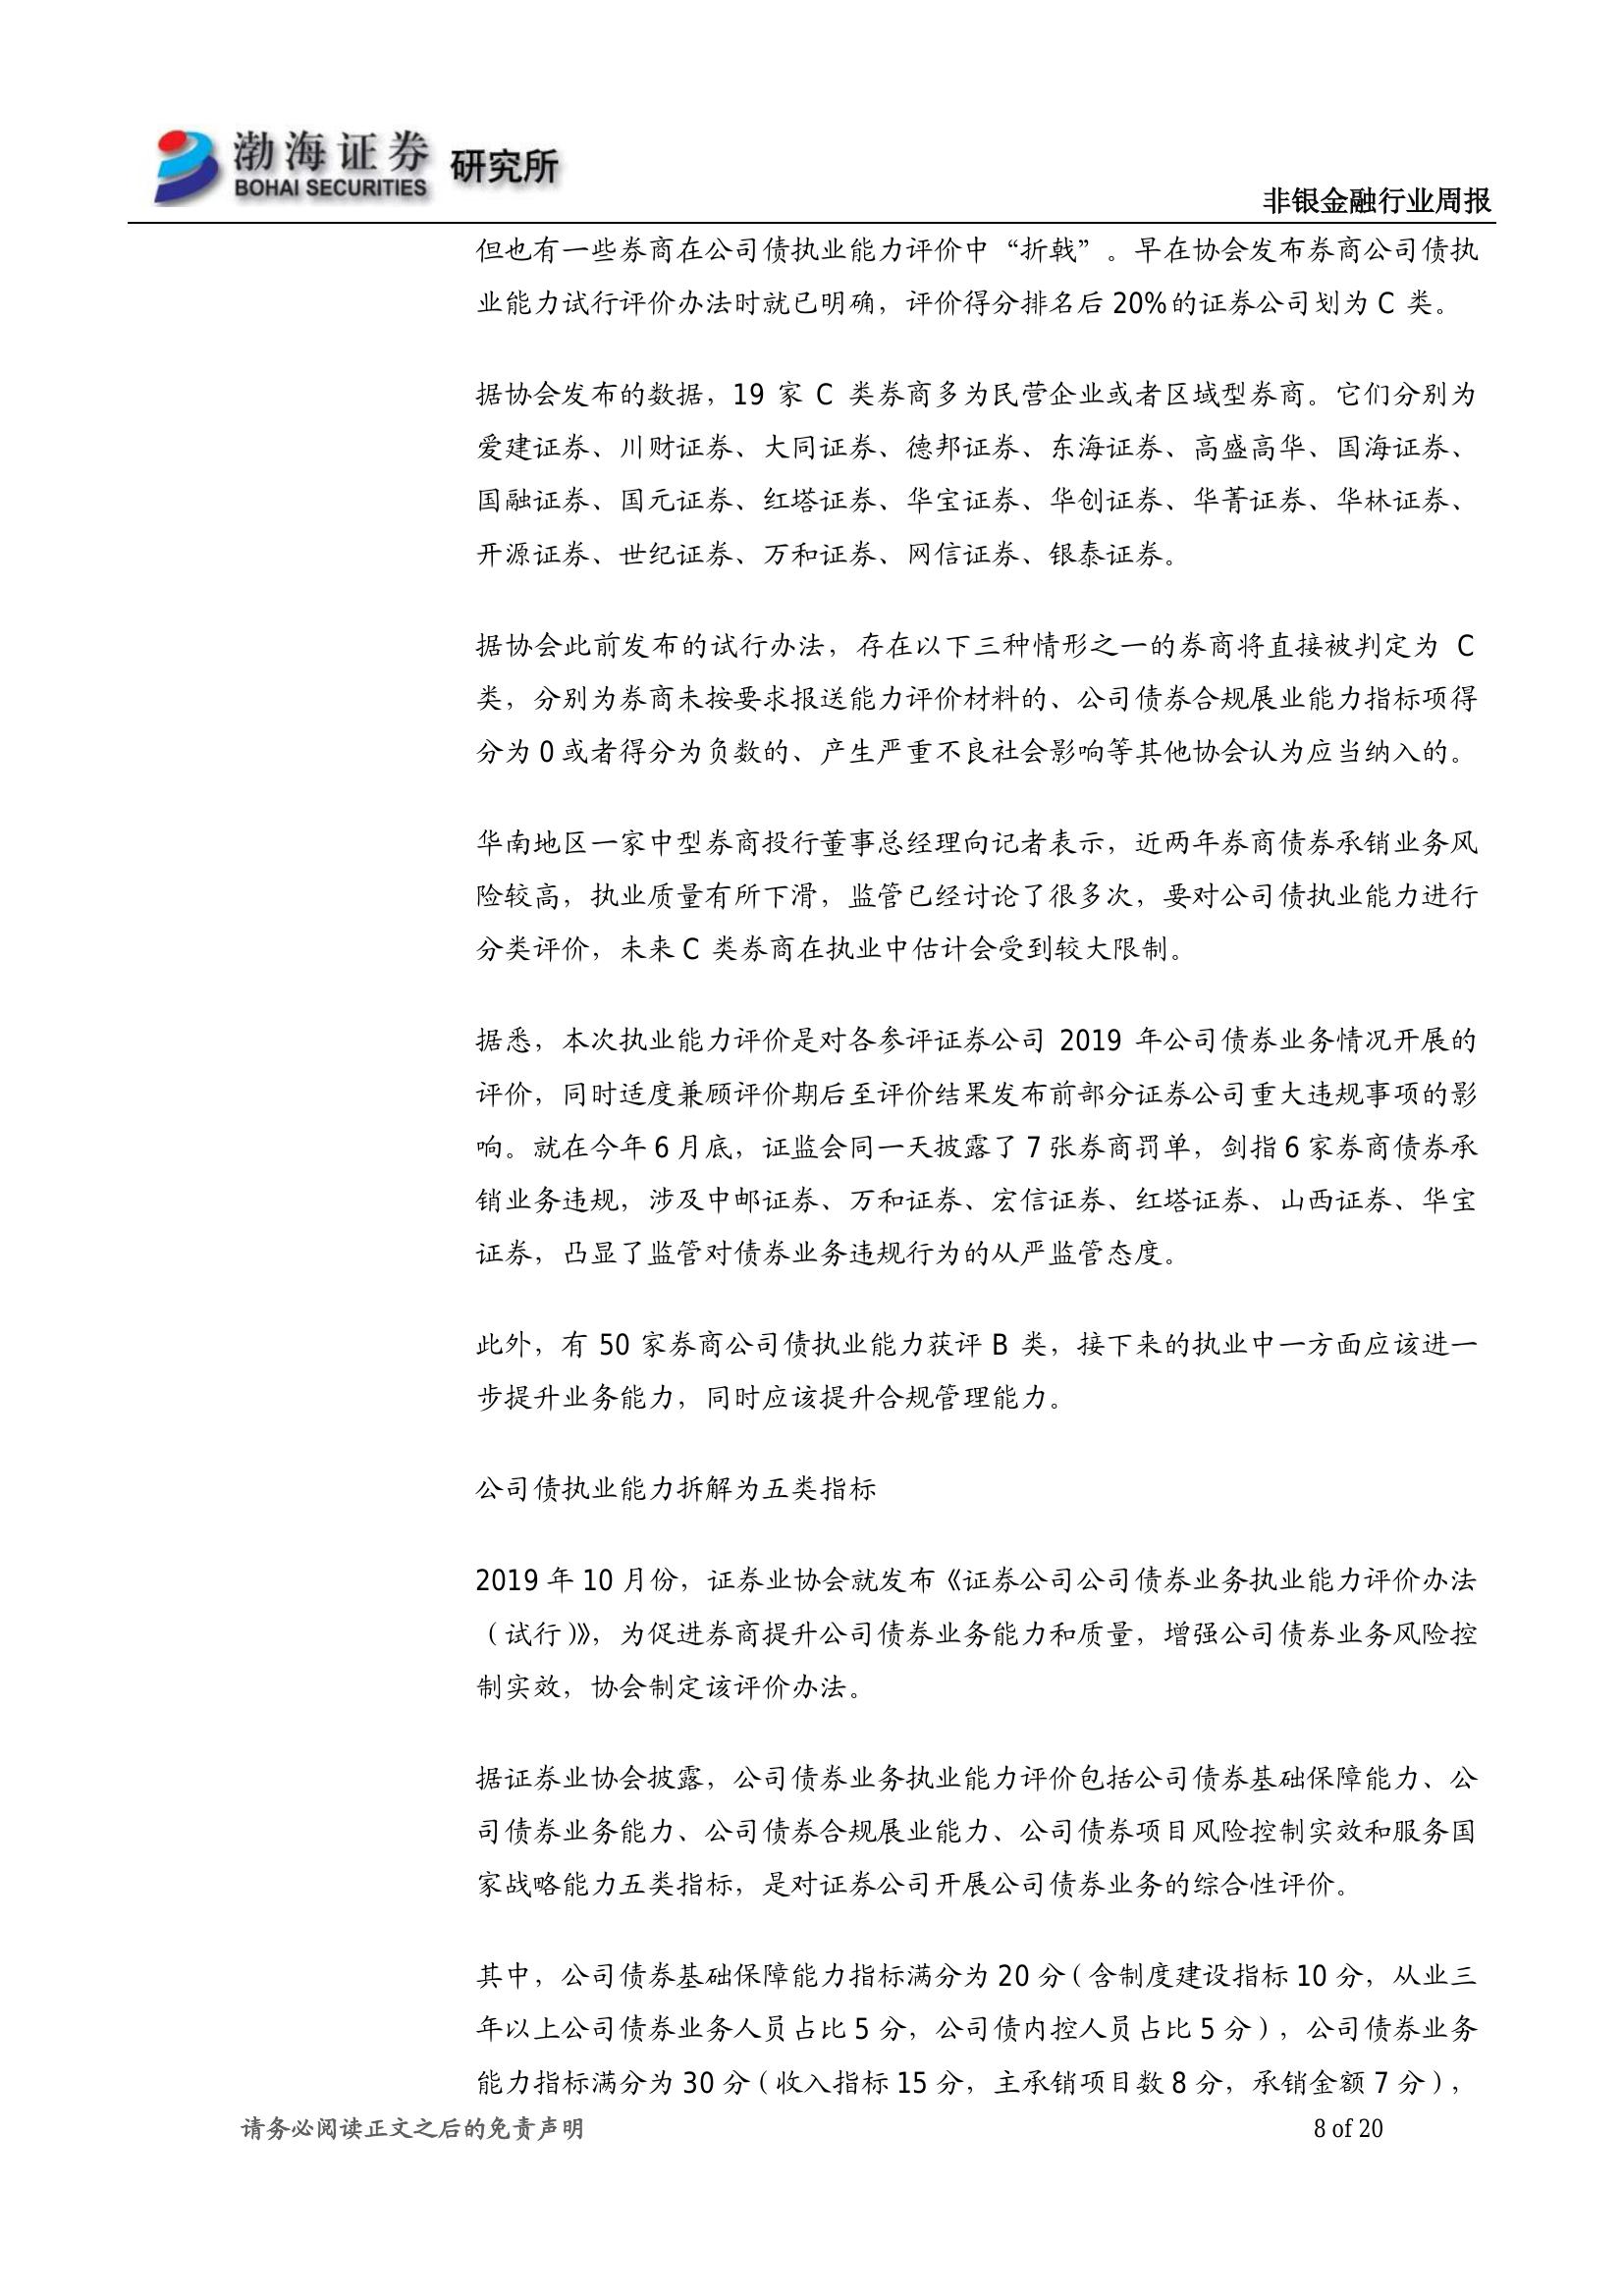 渤海证券
BOHAI SECURITIES
研究所
非银金融行业周报
但也有一些券商在公司债执业能力评价中“折戟”。早在协会发布券商公司债执
业能力试行评价办法时就已明确，评价得分排名后 20%的证券公司划为 C 类。
据协会发布的数据，19 家 C 类券商多为民营企业或者区域型券商。它们分别为
爱建证券、川财证券、大同证券、德邦证券、东海证券、高盛高华、国海证券、
国融证券、国元证券、红塔证券、华宝证券、华创证券、华菁证券、华林证券、
开源证券、世纪证券、万和证券、网信证券、银泰证券。
据协会此前发布的试行办法，存在以下三种情形之一的券商将直接被判定为 C
类，分别为券商未按要求报送能力评价材料的、公司债券合规展业能力指标项得
分为 0 或者得分为负数的、产生严重不良社会影响等其他协会认为应当纳入的。
华南地区一家中型券商投行董事总经理向记者表示，近两年券商债券承销业务风
险较高，执业质量有所下滑，监管已经讨论了很多次，要对公司债执业能力进行
分类评价，未来 C 类券商在执业中估计会受到较大限制。
据悉，本次执业能力评价是对各参评证券公司 2019 年公司债券业务情况开展的
评价，同时适度兼顾评价期后至评价结果发布前部分证券公司重大违规事项的影
响。就在今年 6 月底，证监会同一天披露了 7 张券商罚单，剑指 6 家券商债券承
销业务违规，涉及中邮证券、万和证券、宏信证券、红塔证券、山西证券、华宝
证券，凸显了监管对债券业务违规行为的从严监管态度。
此外，有 50 家券商公司债执业能力获评 B 类，接下来的执业中一方面应该进一
步提升业务能力，同时应该提升合规管理能力。
公司债执业能力拆解为五类指标
2019 年 10 月份，证券业协会就发布《证券公司公司债券业务执业能力评价办法
（试行）》，为促进券商提升公司债券业务能力和质量，增强公司债券业务风险控
制实效，协会制定该评价办法。
据证券业协会披露，公司债券业务执业能力评价包括公司债券基础保障能力、公
司债券业务能力、公司债券合规展业能力、公司债券项目风险控制实效和服务国
家战略能力五类指标，是对证券公司开展公司债券业务的综合性评价。
其中，公司债券基础保障能力指标满分为 20 分（含制度建设指标 10 分，从业三
年以上公司债券业务人员占比 5 分，公司债内控人员占比 5 分），公司债券业务
能力指标满分为 30 分（收入指标 15 分，主承销项目数 8 分，承销金额 7 分），
请务必阅读正文之后的免责声明
8 of 20